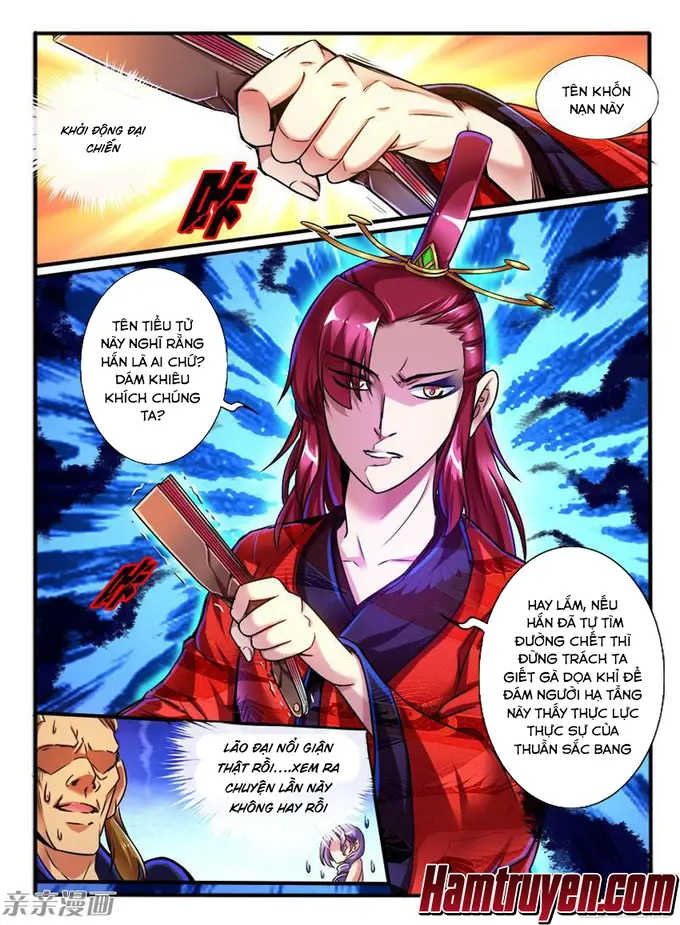 TÊN KHỐN
NẠN NÀY
KHỞI ĐỘNG ĐẠI
CHIẾN
咔
TÊN TIỂU TỬ
NÀY NGHĨ RẰNG
HẮN LÀ AI CHỨ?
DÁM KHIÊU
KHÍCH CHÚNG
TA?
咔
HAY LẮM, NẾU
HẮN ĐÃ TỰ TÌM
ĐƯỜNG CHẾT THÌ
ĐỪNG TRÁCH TA
GIẾT GÀ DỌA KHỈ ĐỂ
ĐÁM NGƯỜI HẠ TẦNG
NÀY THẤY THỰC LỰC
THỰC SỰ CỦA
THUẦN SẮC BANG
LÃO ĐẠI NỔI GIẬN
THẬT RỒI....XEM RA
CHUYỆN LẦN NÀY
KHÔNG HAY RỒI
亲亲漫画
Hamtruyen.com